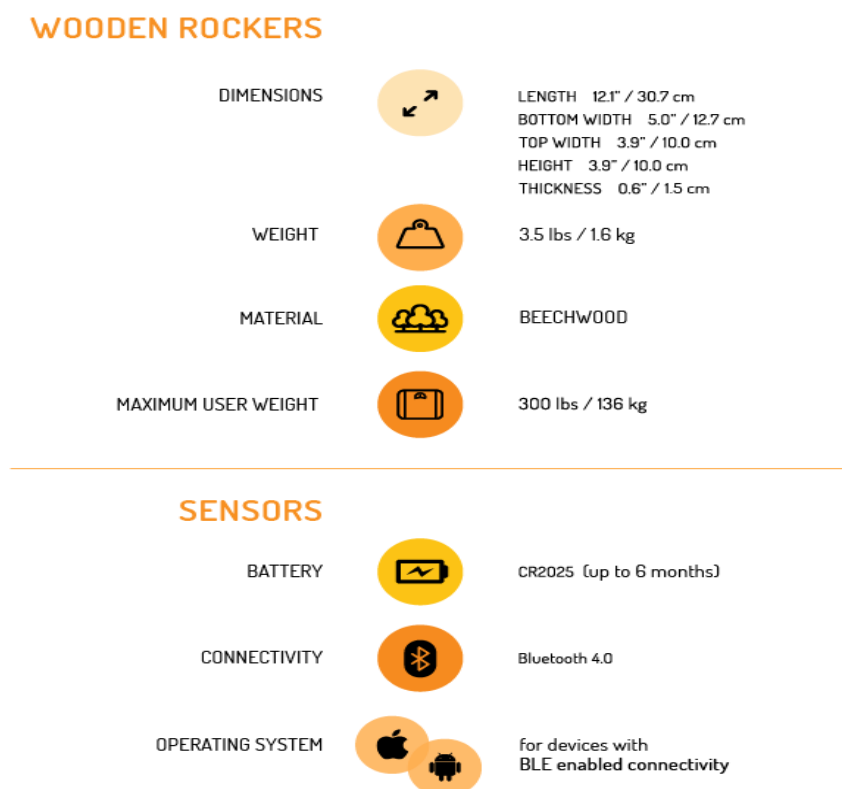 WOODEN ROCKERS
DIMENSIONS
LENGTH 12.1" / 30.7 cm
BOTTOM WIDTH 5.0" / 12.7 cm
TOP WIDTH 3.9" / 10.0 cm
HEIGHT 3.9" / 10.0 cm
THICKNESS 0.6" / 1.5 cm
WEIGHT 3.5 lbs / 1.6 kg
MATERIAL BEECHWOOD
MAXIMUM USER WEIGHT 300 lbs / 136 kg
SENSORS
BATTERY CR2025 (up to 6 months)
CONNECTIVITY Bluetooth 4.0
OPERATING SYSTEM for devices with
BLE enabled connectivity